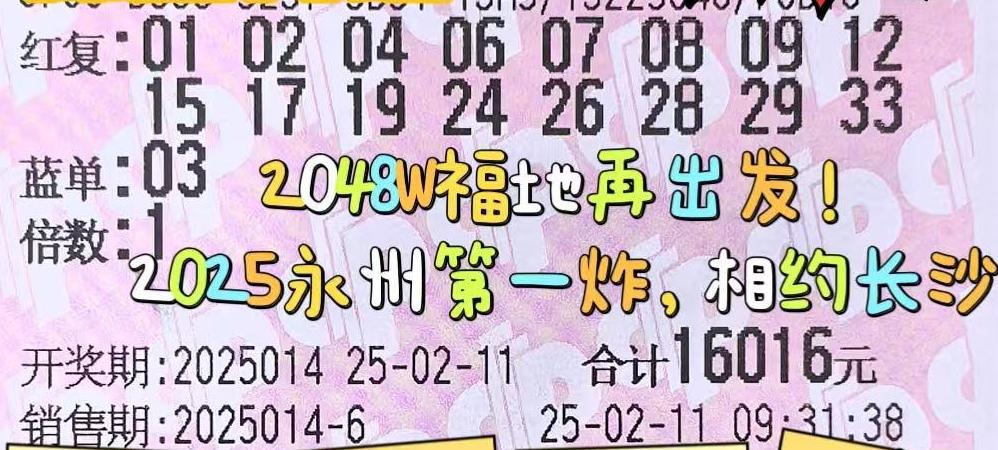 红复:01 02 04 06 07 08 09 12
15 17 19 24 26 28 29 33
蓝单:03
2048W福地再出发！
倍数:1
2025永州第一炸，相约长沙
开奖期:2025014 25-02-11 合计16016元
销售期:2025014-6 25-02-11 09:31:38